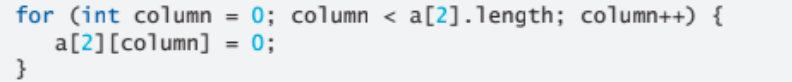 for (int column = 0; column < a[2].length; column++) {
   a[2][column] = 0;
}